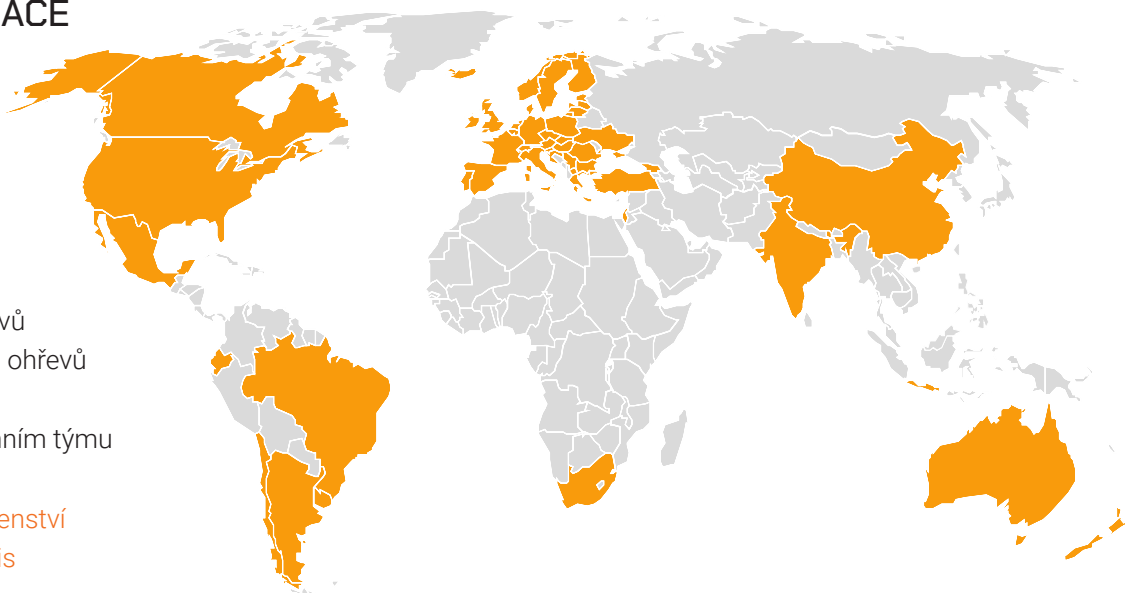 ACE
vů
ohřevů
ním týmu
enství
is